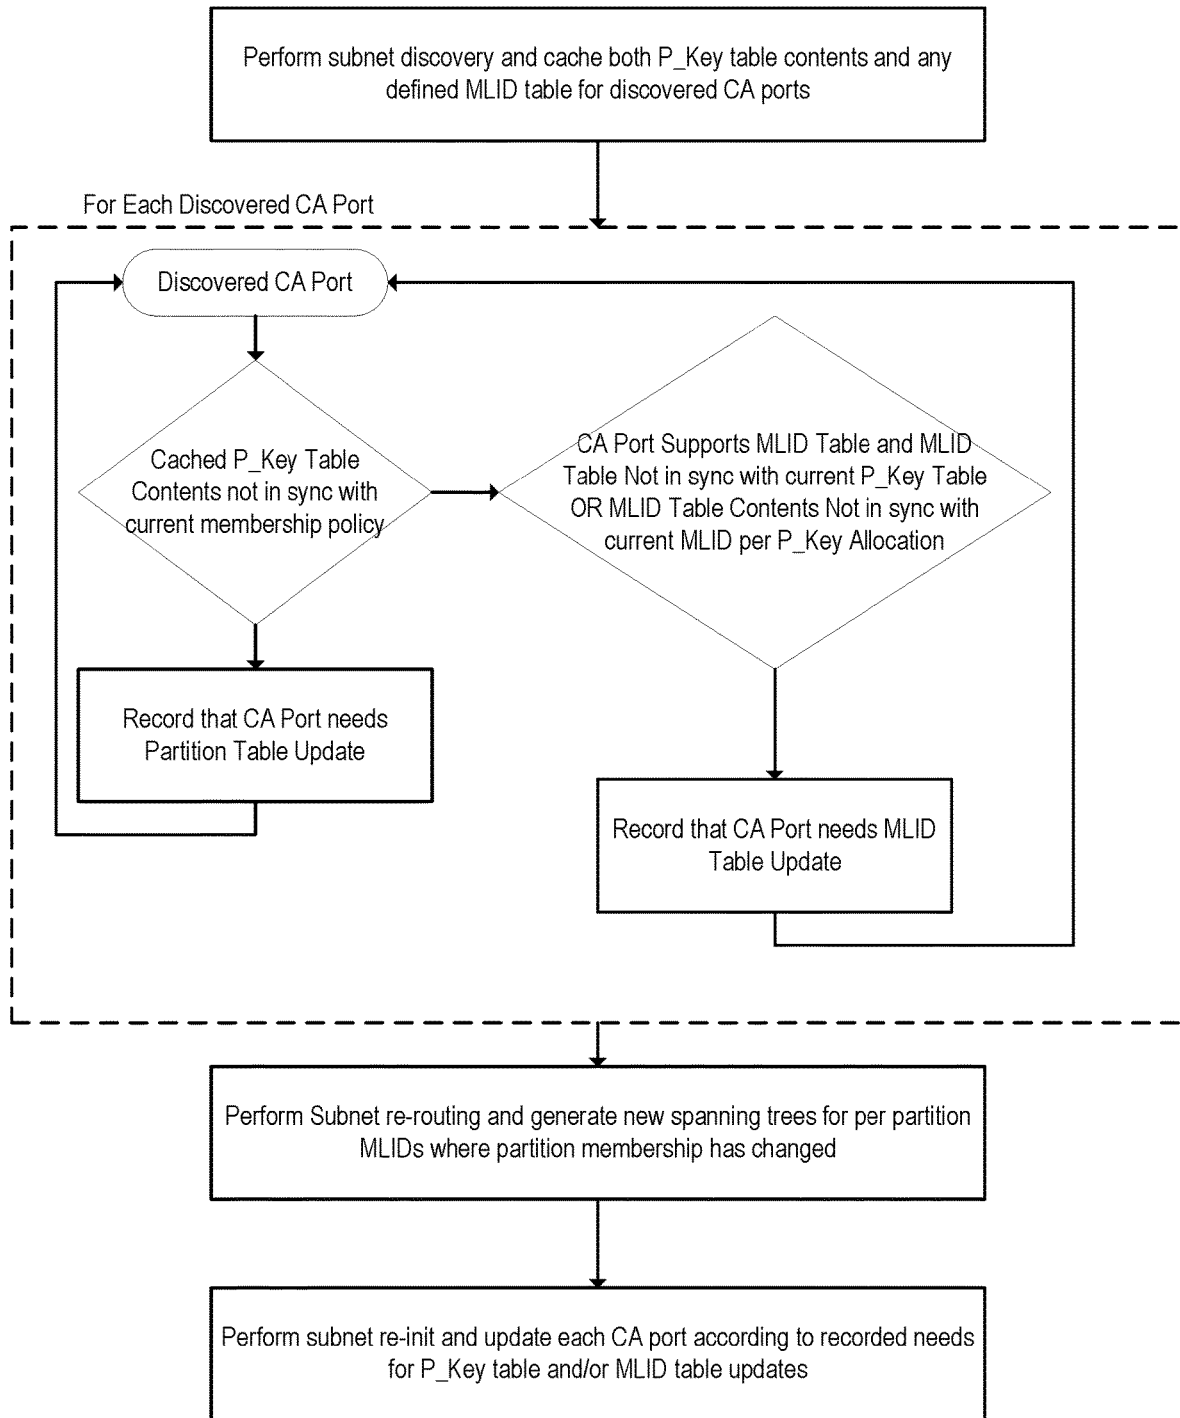 Perform subnet discovery and cache both P_Key table contents and any
defined MLID table for discovered CA ports
For Each Discovered CA Port
Discovered CA Port
Cached P_Key Table
Contents not in sync with
current membership policy
CA Port Supports MLID Table and MLID
Table Not in sync with current P_Key Table
OR MLID Table Contents Not in sync with
current MLID per P_Key Allocation
Record that CA Port needs
Partition Table Update
Record that CA Port needs MLID
Table Update
Perform Subnet re-routing and generate new spanning trees for per partition
MLIDs where partition membership has changed
Perform subnet re-init and update each CA port according to recorded needs
for P_Key table and/or MLID table updates